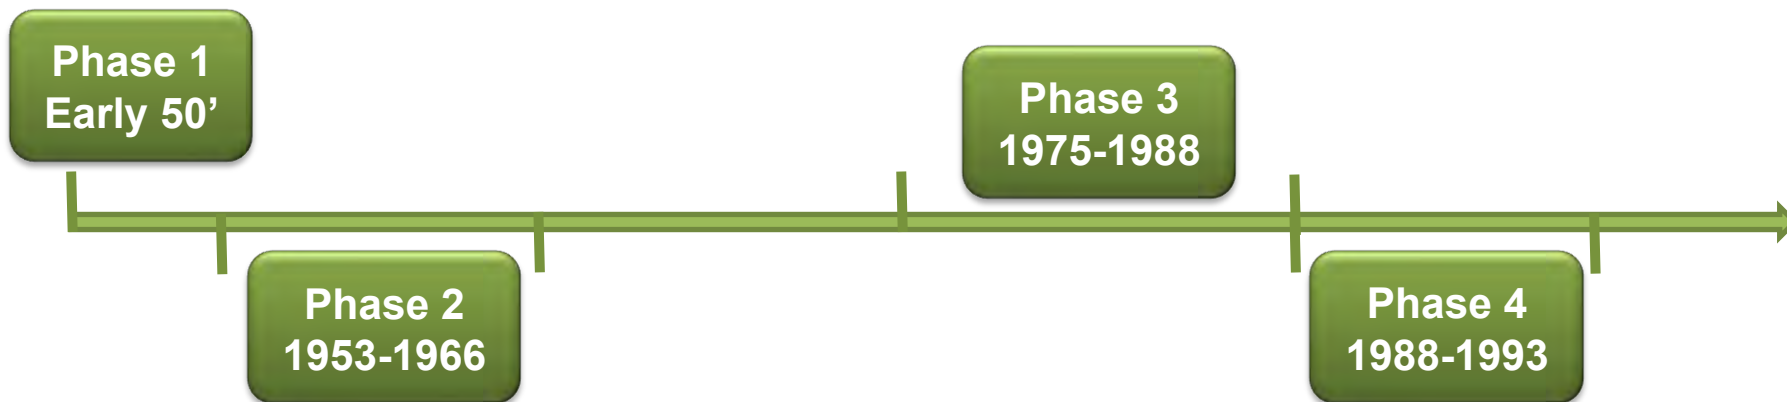 Phase 1
Early 50’
Phase 2
1953-1966
Phase 3
1975-1988
Phase 4
1988-1993